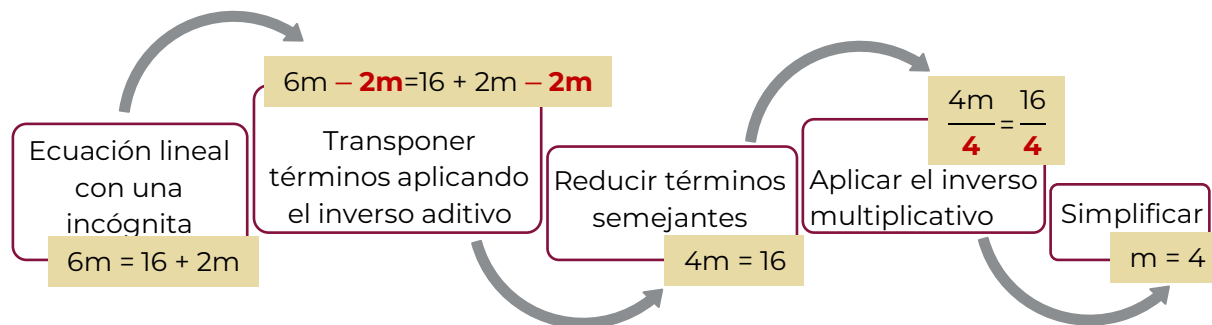 Ecuación lineal
con una
incógnita
6m = 16 + 2m
6m – 2m=16 + 2m – 2m
Transponer
términos aplicando
el inverso aditivo
Reducir términos
semejantes
4m = 16
4m/4 = 16/4
Aplicar el inverso
multiplicativo
Simplificar
m = 4